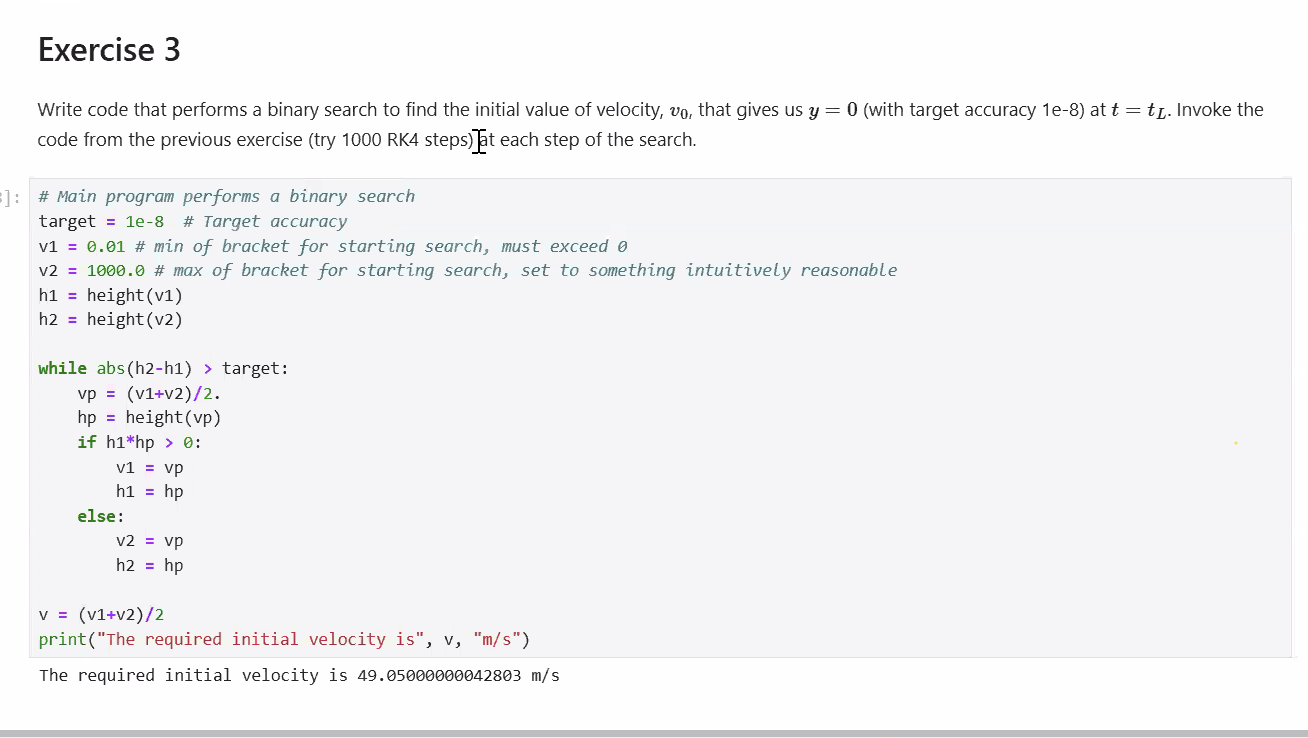 Exercise 3
Write code that performs a binary search to find the initial value of velocity, v₀, that gives us y = 0 (with target accuracy 1e-8) at t = t_L. Invoke the
code from the previous exercise (try 1000 RK4 steps) at each step of the search.
]:
# Main program performs a binary search
target = 1e-8  # Target accuracy
v1 = 0.01 # min of bracket for starting search, must exceed 0
v2 = 1000.0 # max of bracket for starting search, set to something intuitively reasonable
h1 = height(v1)
h2 = height(v2)
while abs(h2-h1) > target:
    vp = (v1+v2)/2.
    hp = height(vp)
    if h1*hp > 0:
        v1 = vp
        h1 = hp
    else:
        v2 = vp
        h2 = hp
v = (v1+v2)/2
print("The required initial velocity is", v, "m/s")
The required initial velocity is 49.05000000042803 m/s